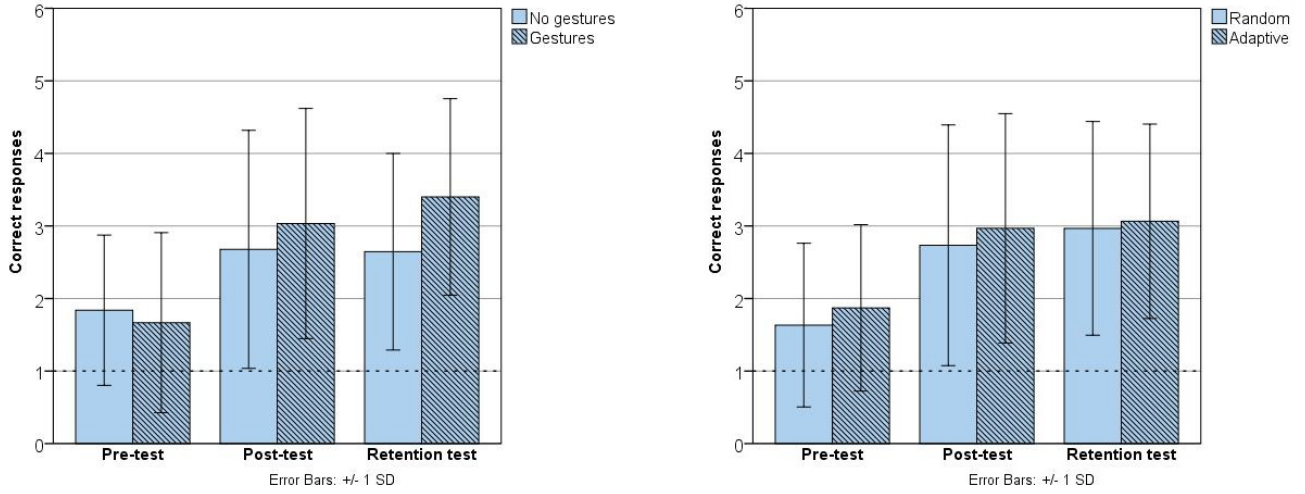 No gestures
Gestures
Correct responses
6
5
4
3
2
1
0
Pre-test Post-test Retention test
Error Bars: +/- 1 SD
Random
Adaptive
Correct responses
6
5
4
3
2
1
0
Pre-test Post-test Retention test
Error Bars: +/- 1 SD